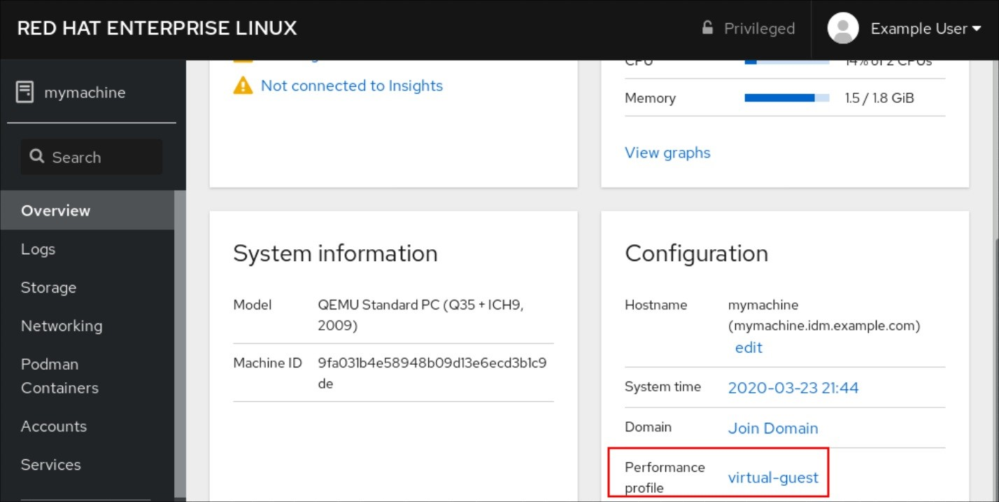 RED HAT ENTERPRISE LINUX
Privileged
Example User
mymachine
Search
Overview
Logs
Storage
Networking
Podman
Containers
Accounts
Services
Not connected to Insights
CPU 14% of 2 CPUs
Memory 1.5 / 1.8 GiB
View graphs
System information
Model QEMU Standard PC (Q35 + ICH9,
2009)
Machine ID 9fa031b4e58948b09d13e6ecd3b1c9
de
Configuration
Hostname mymachine
(mymachine.idm.example.com)
edit
System time 2020-03-23 21:44
Domain Join Domain
Performance
profile virtual-guest